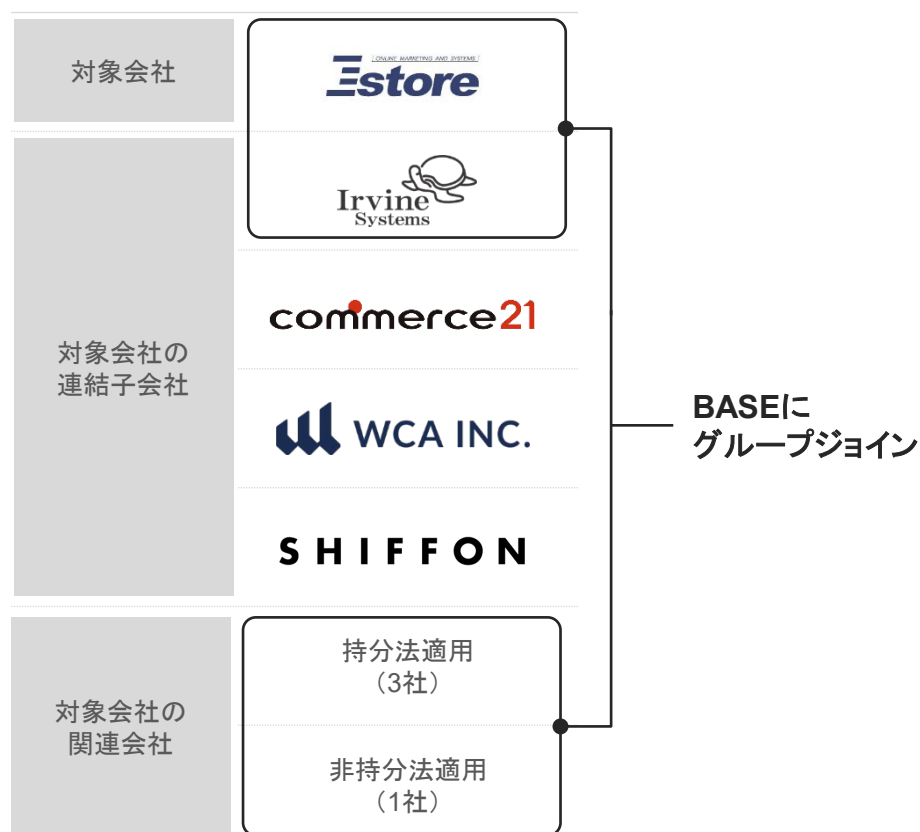 対象会社
ONLINE MARKETING AND SYSTEMS
Estore
対象会社の
連結子会社
Irvine
Systems
commerce21
WCA INC.
SHIFFON
BASEに
グループジョイン
対象会社の
関連会社
持分法適用
（3社）
非持分法適用
（1社）